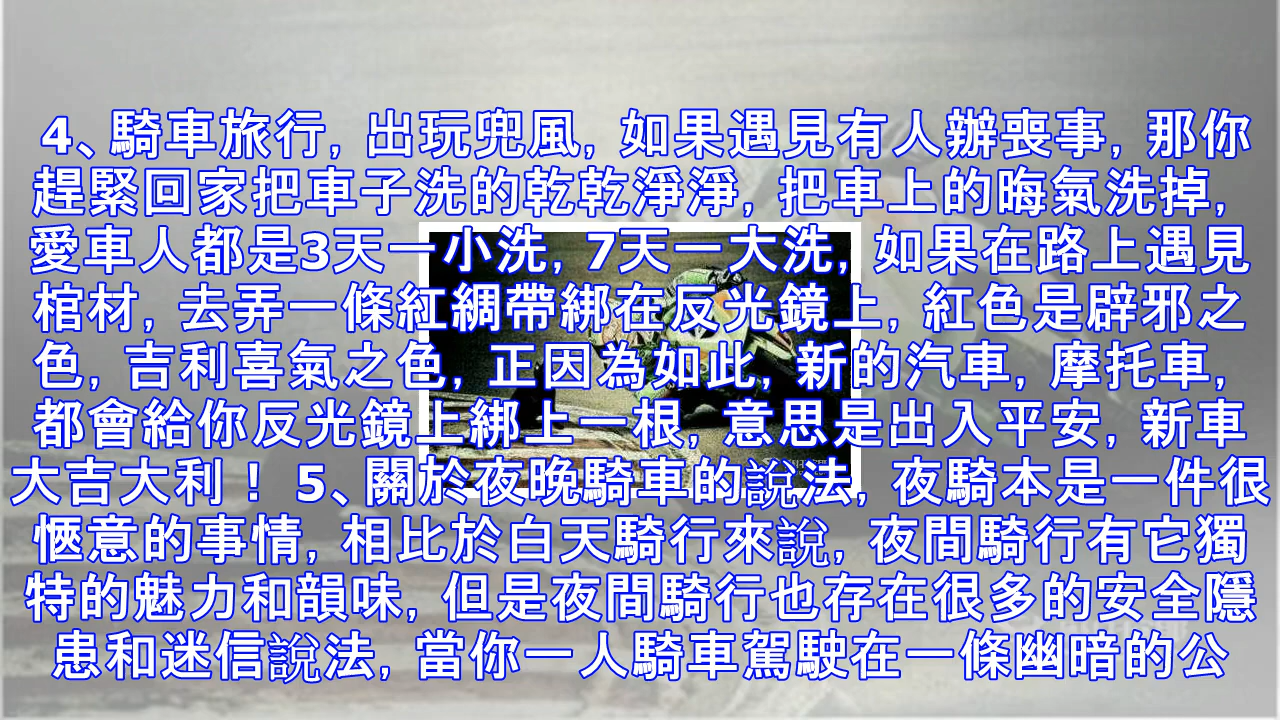 4、騎車旅行, 出玩兜風, 如果遇見有人辦喪事, 那你
趕緊回家把車子洗的乾乾淨淨, 把車上的晦氣洗掉,
愛車人都是3天一小洗, 7天一大洗, 如果在路上遇見
棺材, 去弄一條紅綢帶綁在反光鏡上, 紅色是辟邪之
色, 吉利喜氣之色, 正因為如此, 新的汽車, 摩托車,
都會給你反光鏡上綁上一根, 意思是出入平安, 新車
大吉大利！ 5、關於夜晚騎車的說法, 夜騎本是一件很
愜意的事情, 相比於白天騎行來說, 夜間騎行有它獨
特的魅力和韻味, 但是夜間騎行也存在很多的安全隱
患和迷信說法, 當你一人騎車駕駛在一條幽暗的公